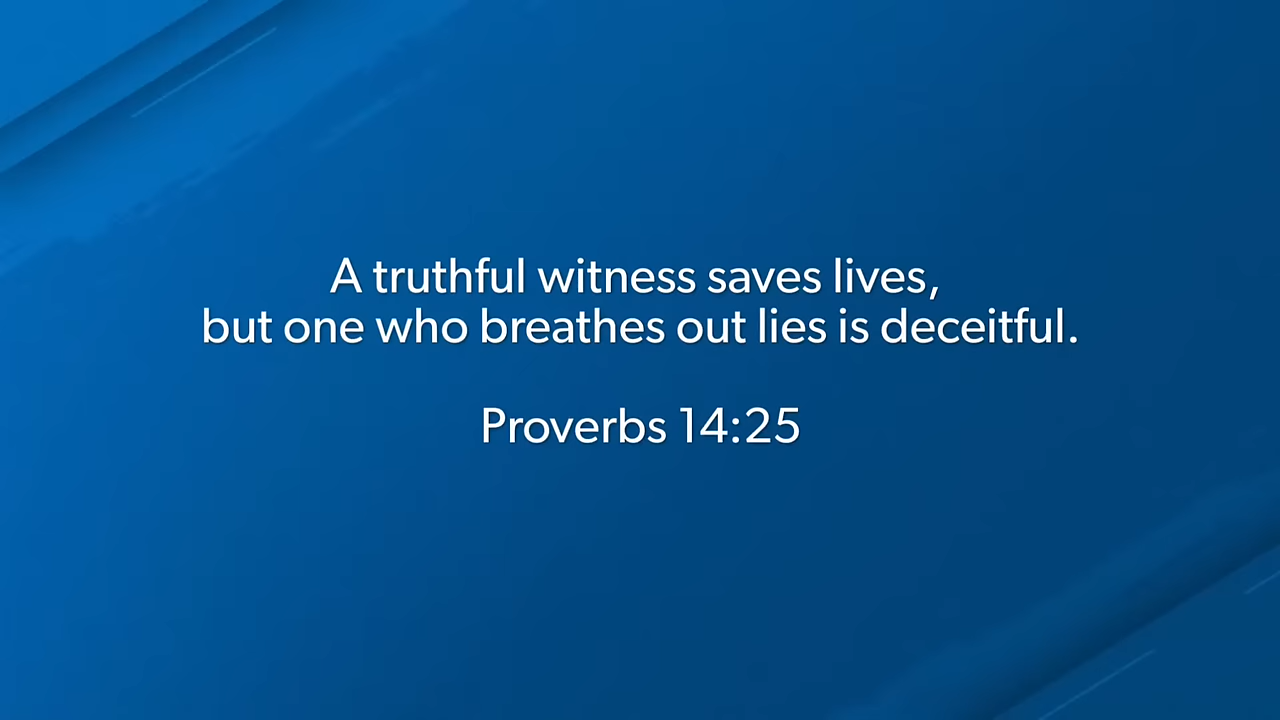 A truthful witness saves lives,
but one who breathes out lies is deceitful.
Proverbs 14:25